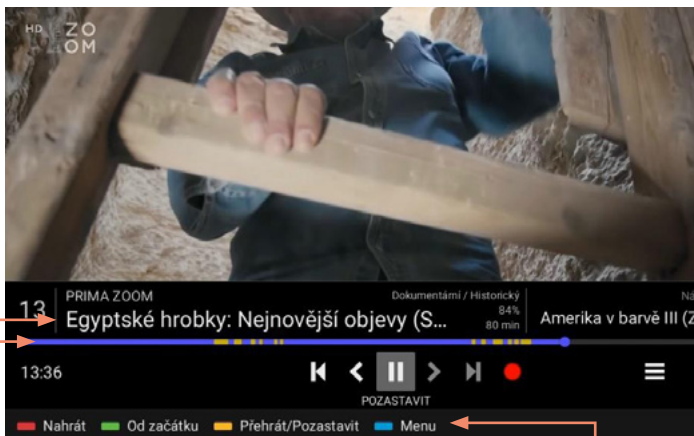 HD ZOOM
13
PRIMA ZOOM
Dokumentární / Historický
Egyptské hrobky: Nejnovější objevy (S...
84%
80 min
Amerika v barvě III (Z
13:36
POZASTAVIT
Nahrát Od začátku Přehrát/Pozastavit Menu